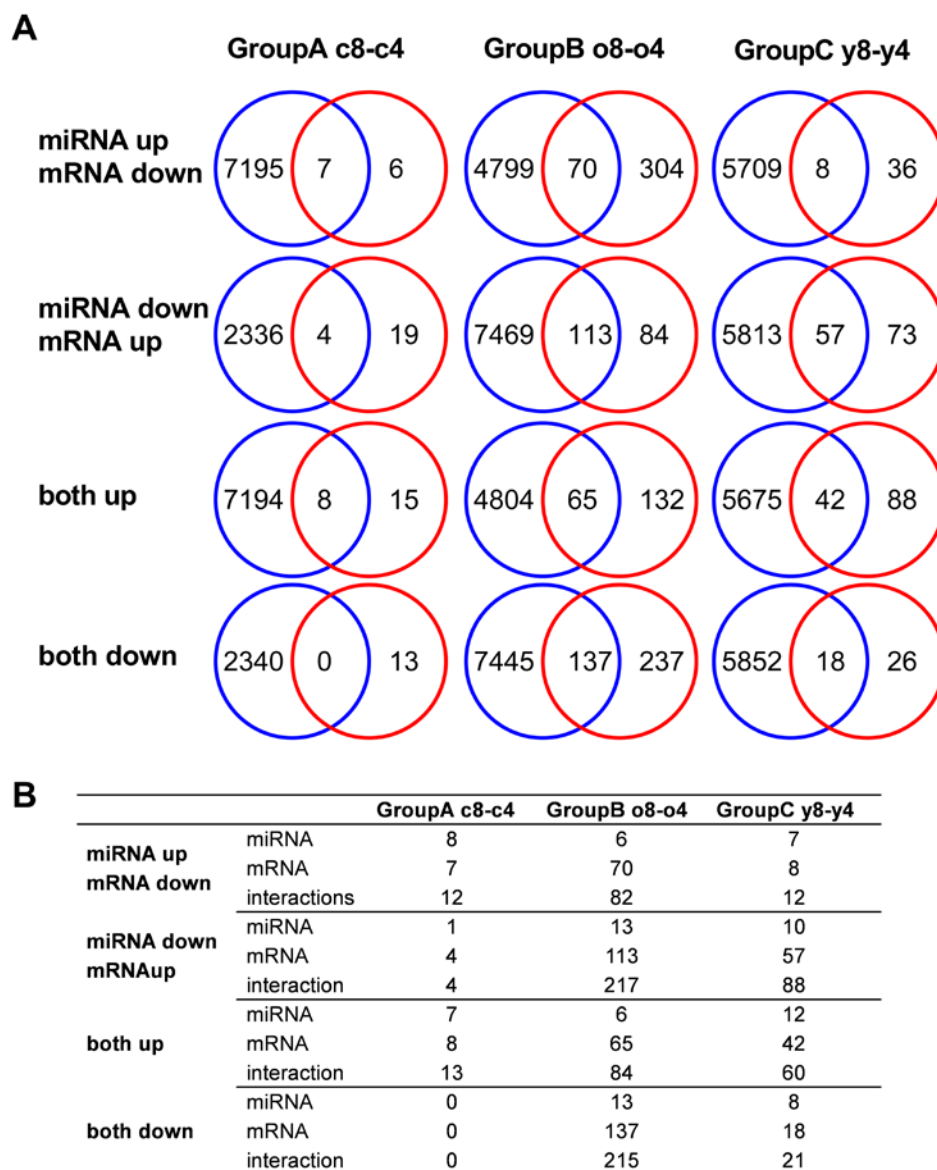 A
GroupA c8-c4 GroupB o8-o4 GroupC y8-y4
miRNA up
mRNA down
7195 7 6 4799 70 304 5709 8 36
miRNA down
mRNA up
2336 4 19 7469 113 84 5813 57 73
both up
7194 8 15 4804 65 132 5675 42 88
both down
2340 0 13 7445 137 237 5852 18 26
B
GroupA c8-c4 GroupB o8-o4 GroupC y8-y4
miRNA up
mRNA down
miRNA 8 6 7
mRNA 7 70 8
interactions 12 82 12
miRNA down
mRNAup
miRNA 1 13 10
mRNA 4 113 57
interaction 4 217 88
both up
miRNA 7 6 12
mRNA 8 65 42
interaction 13 84 60
both down
miRNA 0 13 8
mRNA 0 137 18
interaction 0 215 21